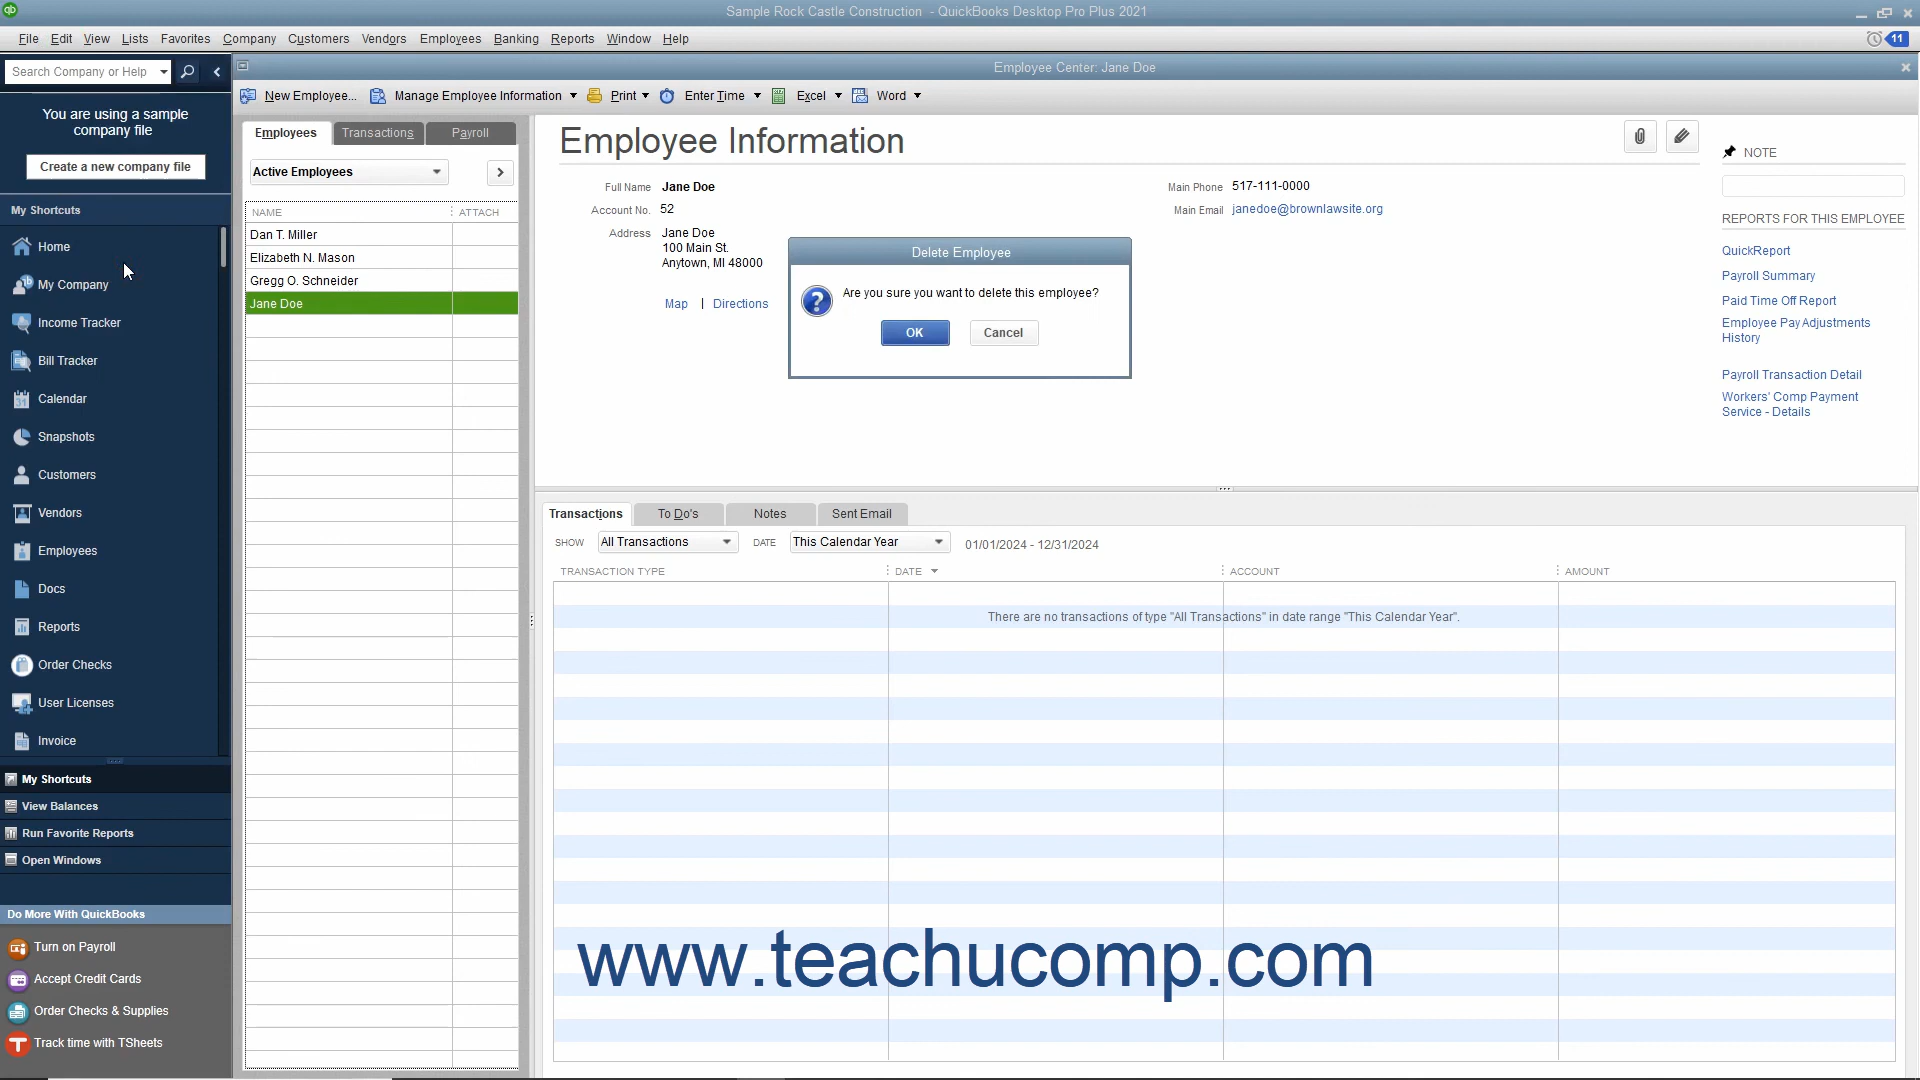 Sample Rock Castle Construction - QuickBooks Desktop Pro Plus 2021
File Edit View Lists Favorites Company Customers Vendors Employees Banking Reports Window Help
11
Search Company or Help
Employee Center: Jane Doe
You are using a sample
company file
Create a new company file
New Employee... Manage Employee Information Print Enter Time Excel Word
My Shortcuts
Home
My Company
Income Tracker
Bill Tracker
Calendar
Snapshots
Customers
Vendors
Employees
Docs
Reports
Order Checks
User Licenses
Invoice
My Shortcuts
View Balances
Run Favorite Reports
Open Windows
Do More With QuickBooks
Turn on Payroll
Accept Credit Cards
Order Checks & Supplies
Track time with TSheets
Employees Transactions Payroll
Active Employees
NAME ATTACH
Dan T. Miller
Elizabeth N. Mason
Gregg O. Schneider
Jane Doe
Employee Information
Full Name Jane Doe
Account No. 52
Address Jane Doe
100 Main St.
Anytown, MI 48000
Map | Directions
Main Phone 517-111-0000
Main Email janedoe@brownlawsite.org
Delete Employee
Are you sure you want to delete this employee?
OK Cancel
NOTE
REPORTS FOR THIS EMPLOYEE
QuickReport
Payroll Summary
Paid Time Off Report
Employee Pay Adjustments
History
Payroll Transaction Detail
Workers' Comp Payment
Service - Details
Transactions To Do's Notes Sent Email
SHOW All Transactions DATE This Calendar Year 01/01/2024 - 12/31/2024
TRANSACTION TYPE DATE ACCOUNT AMOUNT
There are no transactions of type "All Transactions" in date range "This Calendar Year".
www.teachucomp.com